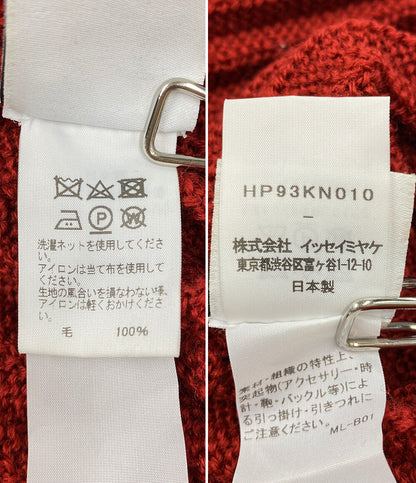 洗濯ネットを使用してくださ
い。
アイロンは当て布を使用して
ください。
生地の風合いを損なわない様、
アイロンは軽くおかけくださ
い。
毛 100%
HP93KN010
－
株式会社 イッセイミヤケ
東京都渋谷区富ヶ谷1-12-10
日本製
素材・組織の特性上、
突起物(アクセサリー・時
計・鞄・バックル等)によ
る引っ掛け・引きつれに
ご注意ください。
ML-B01